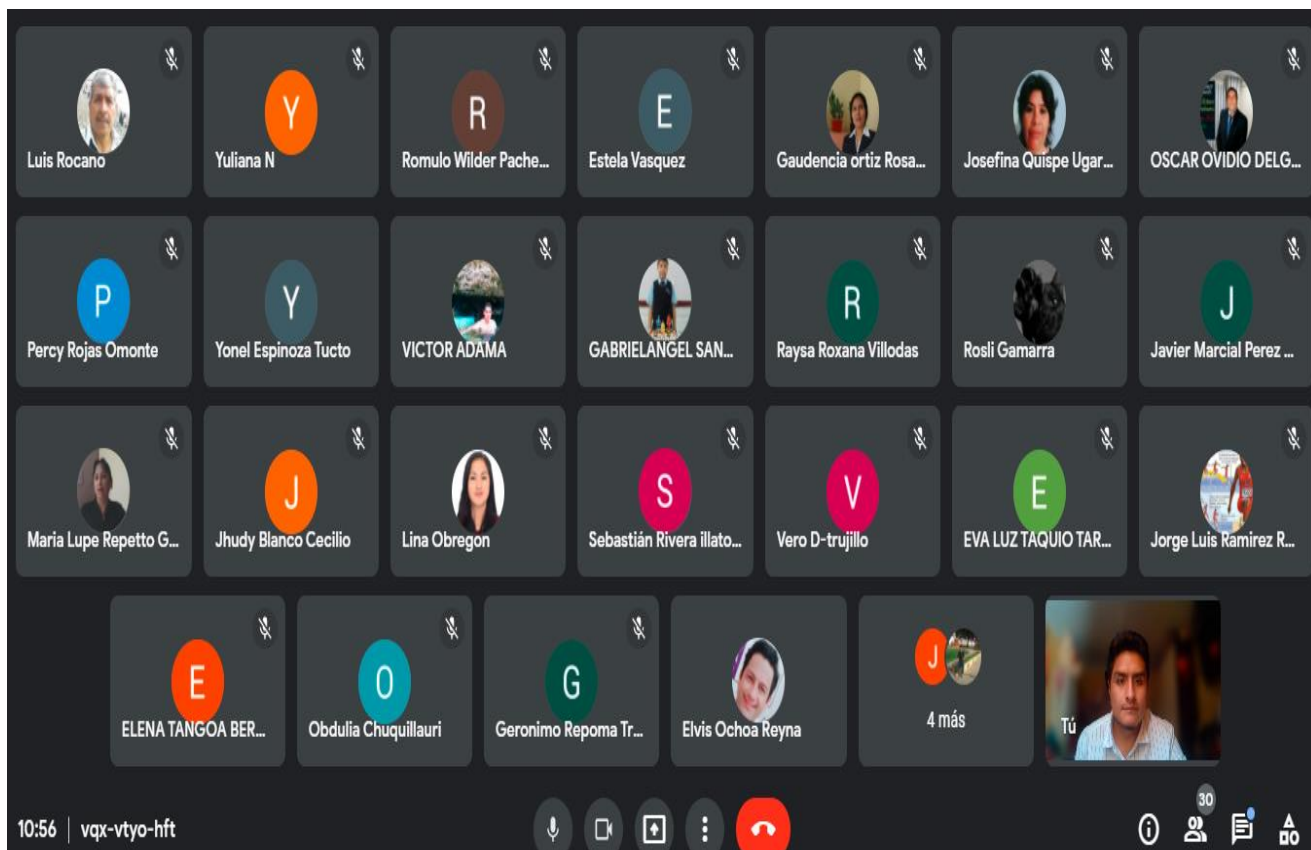 Luis Rocano
Y
Yuliana N
R
Romulo Wilder Pache...
E
Estela Vasquez
Gaudencia ortiz Rosa...
Josefina Quispe Ugar...
OSCAR OVIDIO DELG...
P
Percy Rojas Omonte
Y
Yonel Espinoza Tucto
VICTOR ADAMA
GABRIELANGEL SAN...
R
Raysa Roxana Villodas
Rosli Gamarra
J
Javier Marcial Perez ...
Maria Lupe Repetto G...
J
Jhudy Blanco Cecilio
Lina Obregon
S
Sebastián Rivera illato...
V
Vero D-trujillo
E
EVA LUZ TAQUIO TAR...
Jorge Luis Ramirez R...
E
ELENA TANGOA BER...
O
Obdulia Chuquillauri
G
Geronimo Repoma Tr...
Elvis Ochoa Reyna
J
4 más
Tú
10:56 | vqx-vtyo-hft
30